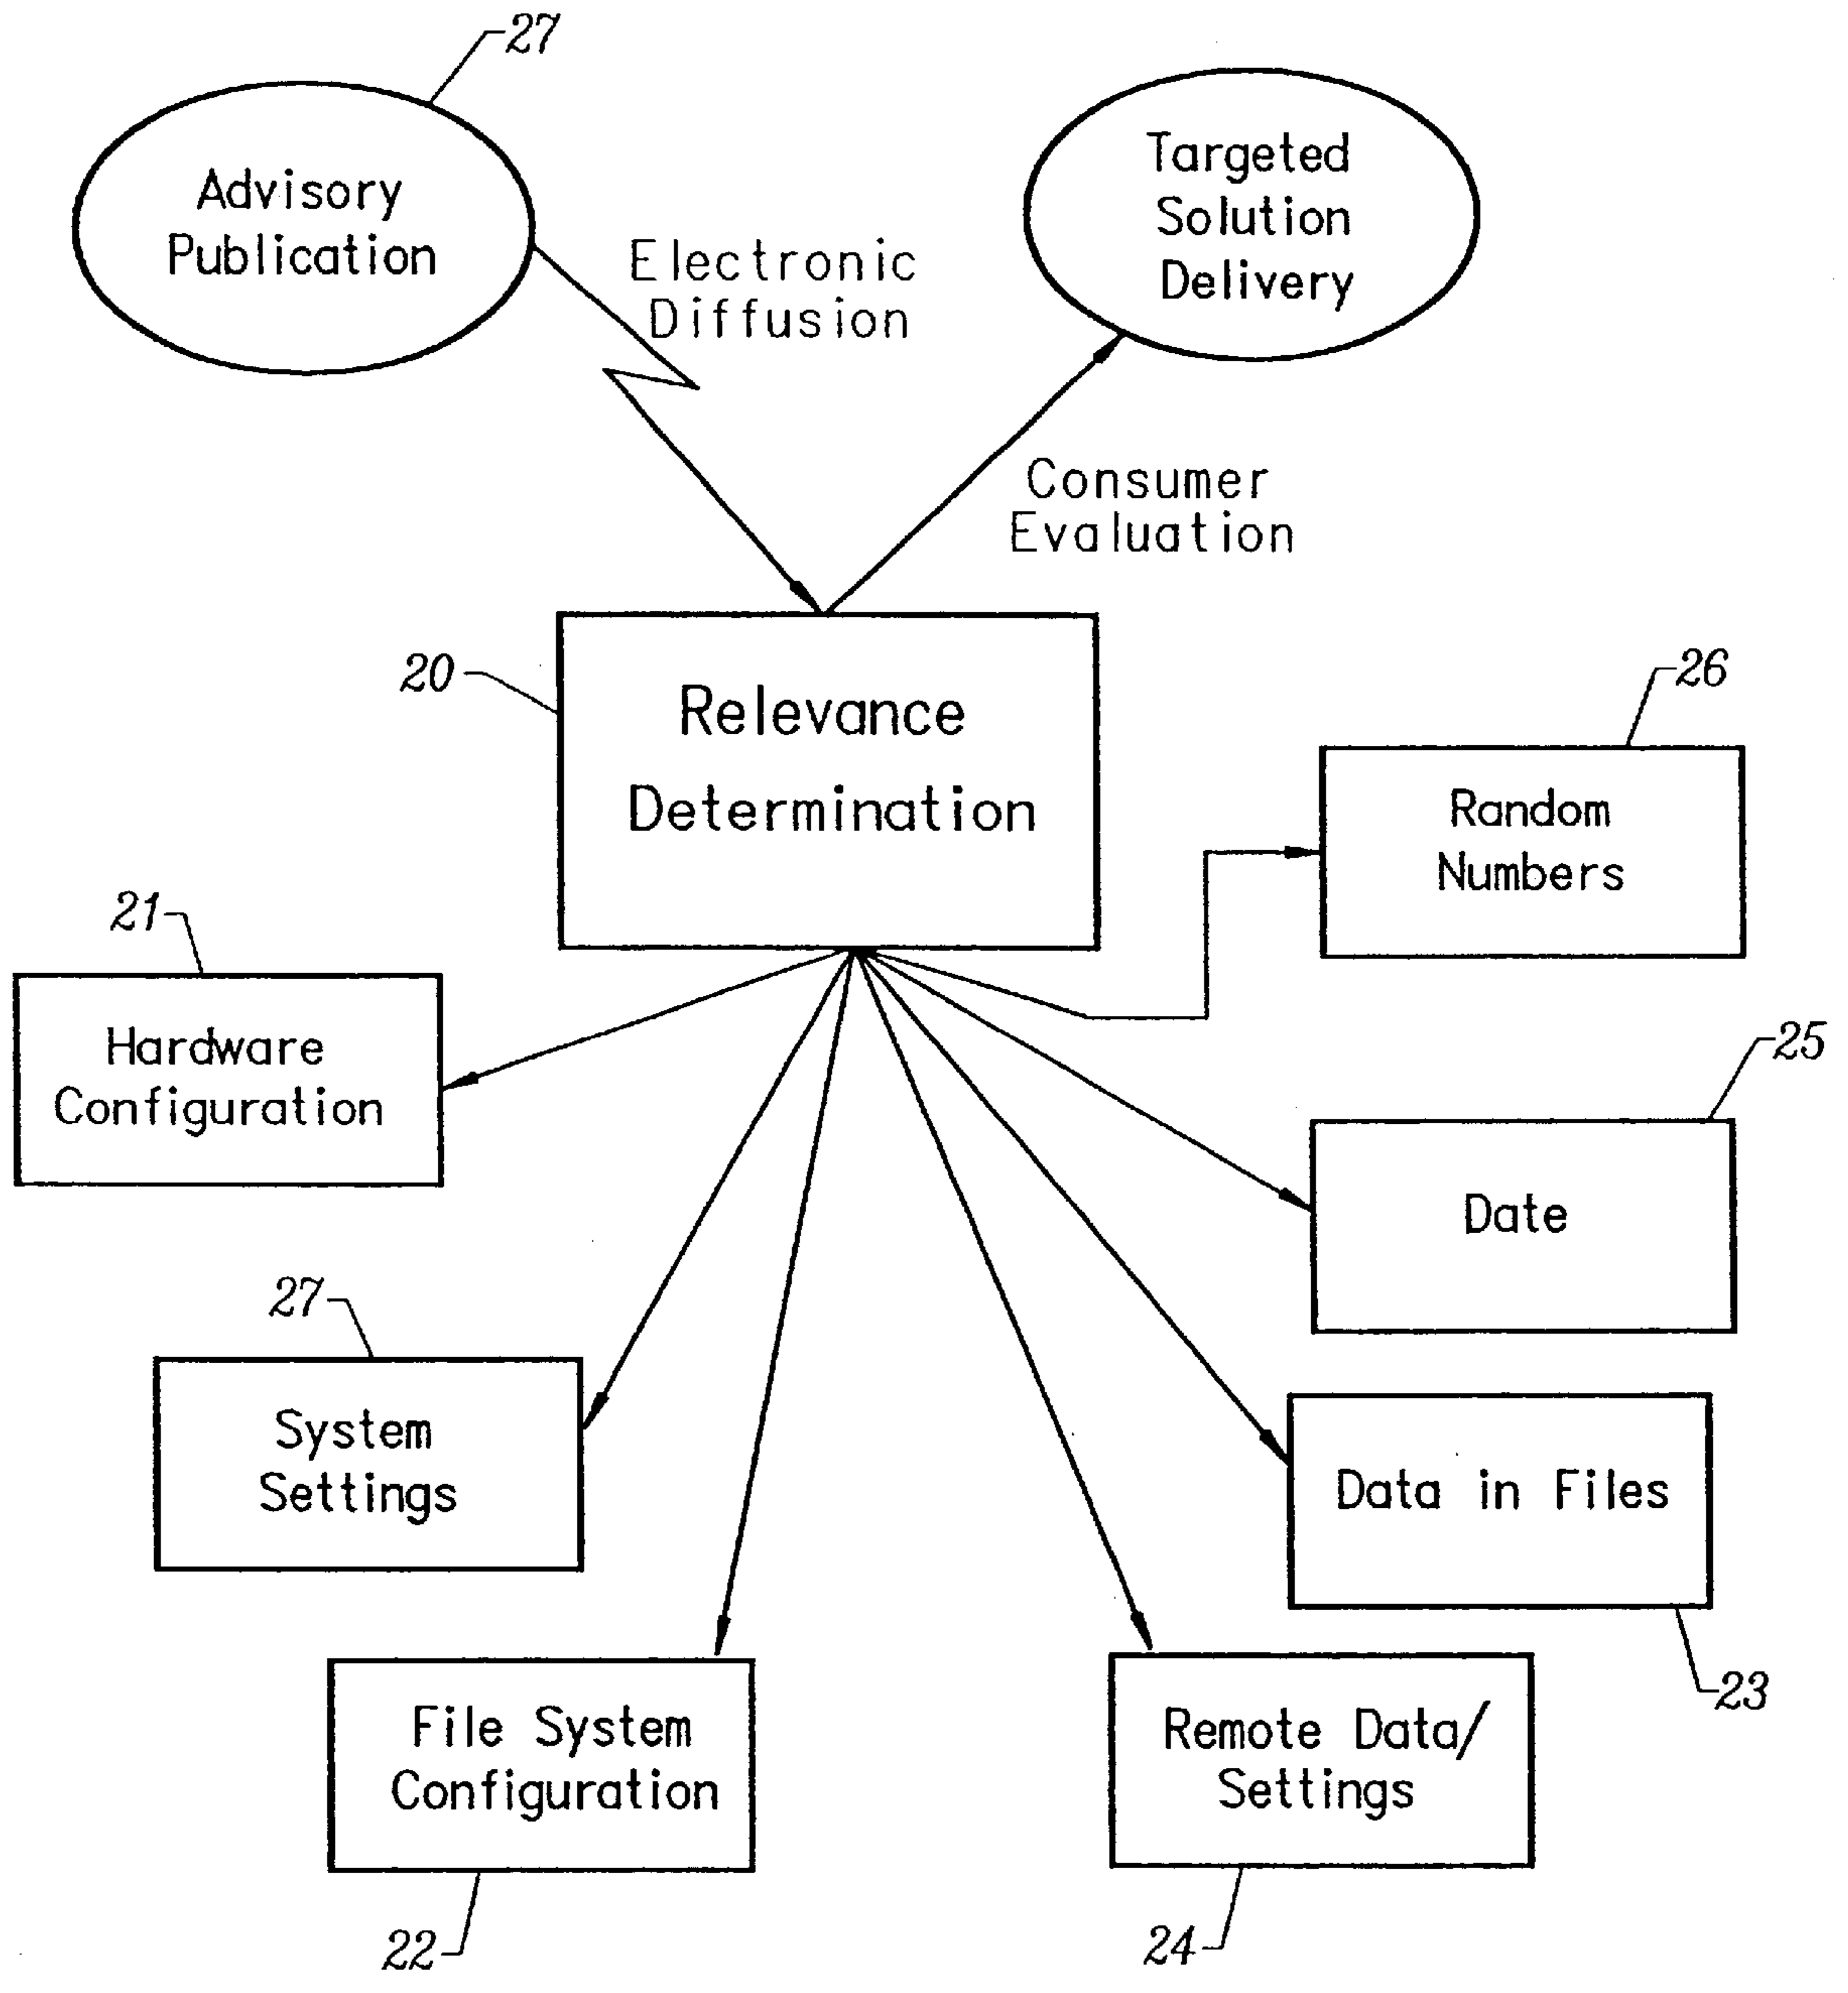 27
Advisory
Publication
Targeted
Solution
Delivery
Electronic
Diffusion
Consumer
Evaluation
20
Relevance
Determination
26
Random
Numbers
21
Hardware
Configuration
25
Date
27
System
Settings
Data in Files
23
File System
Configuration
22
Remote Data/
Settings
24